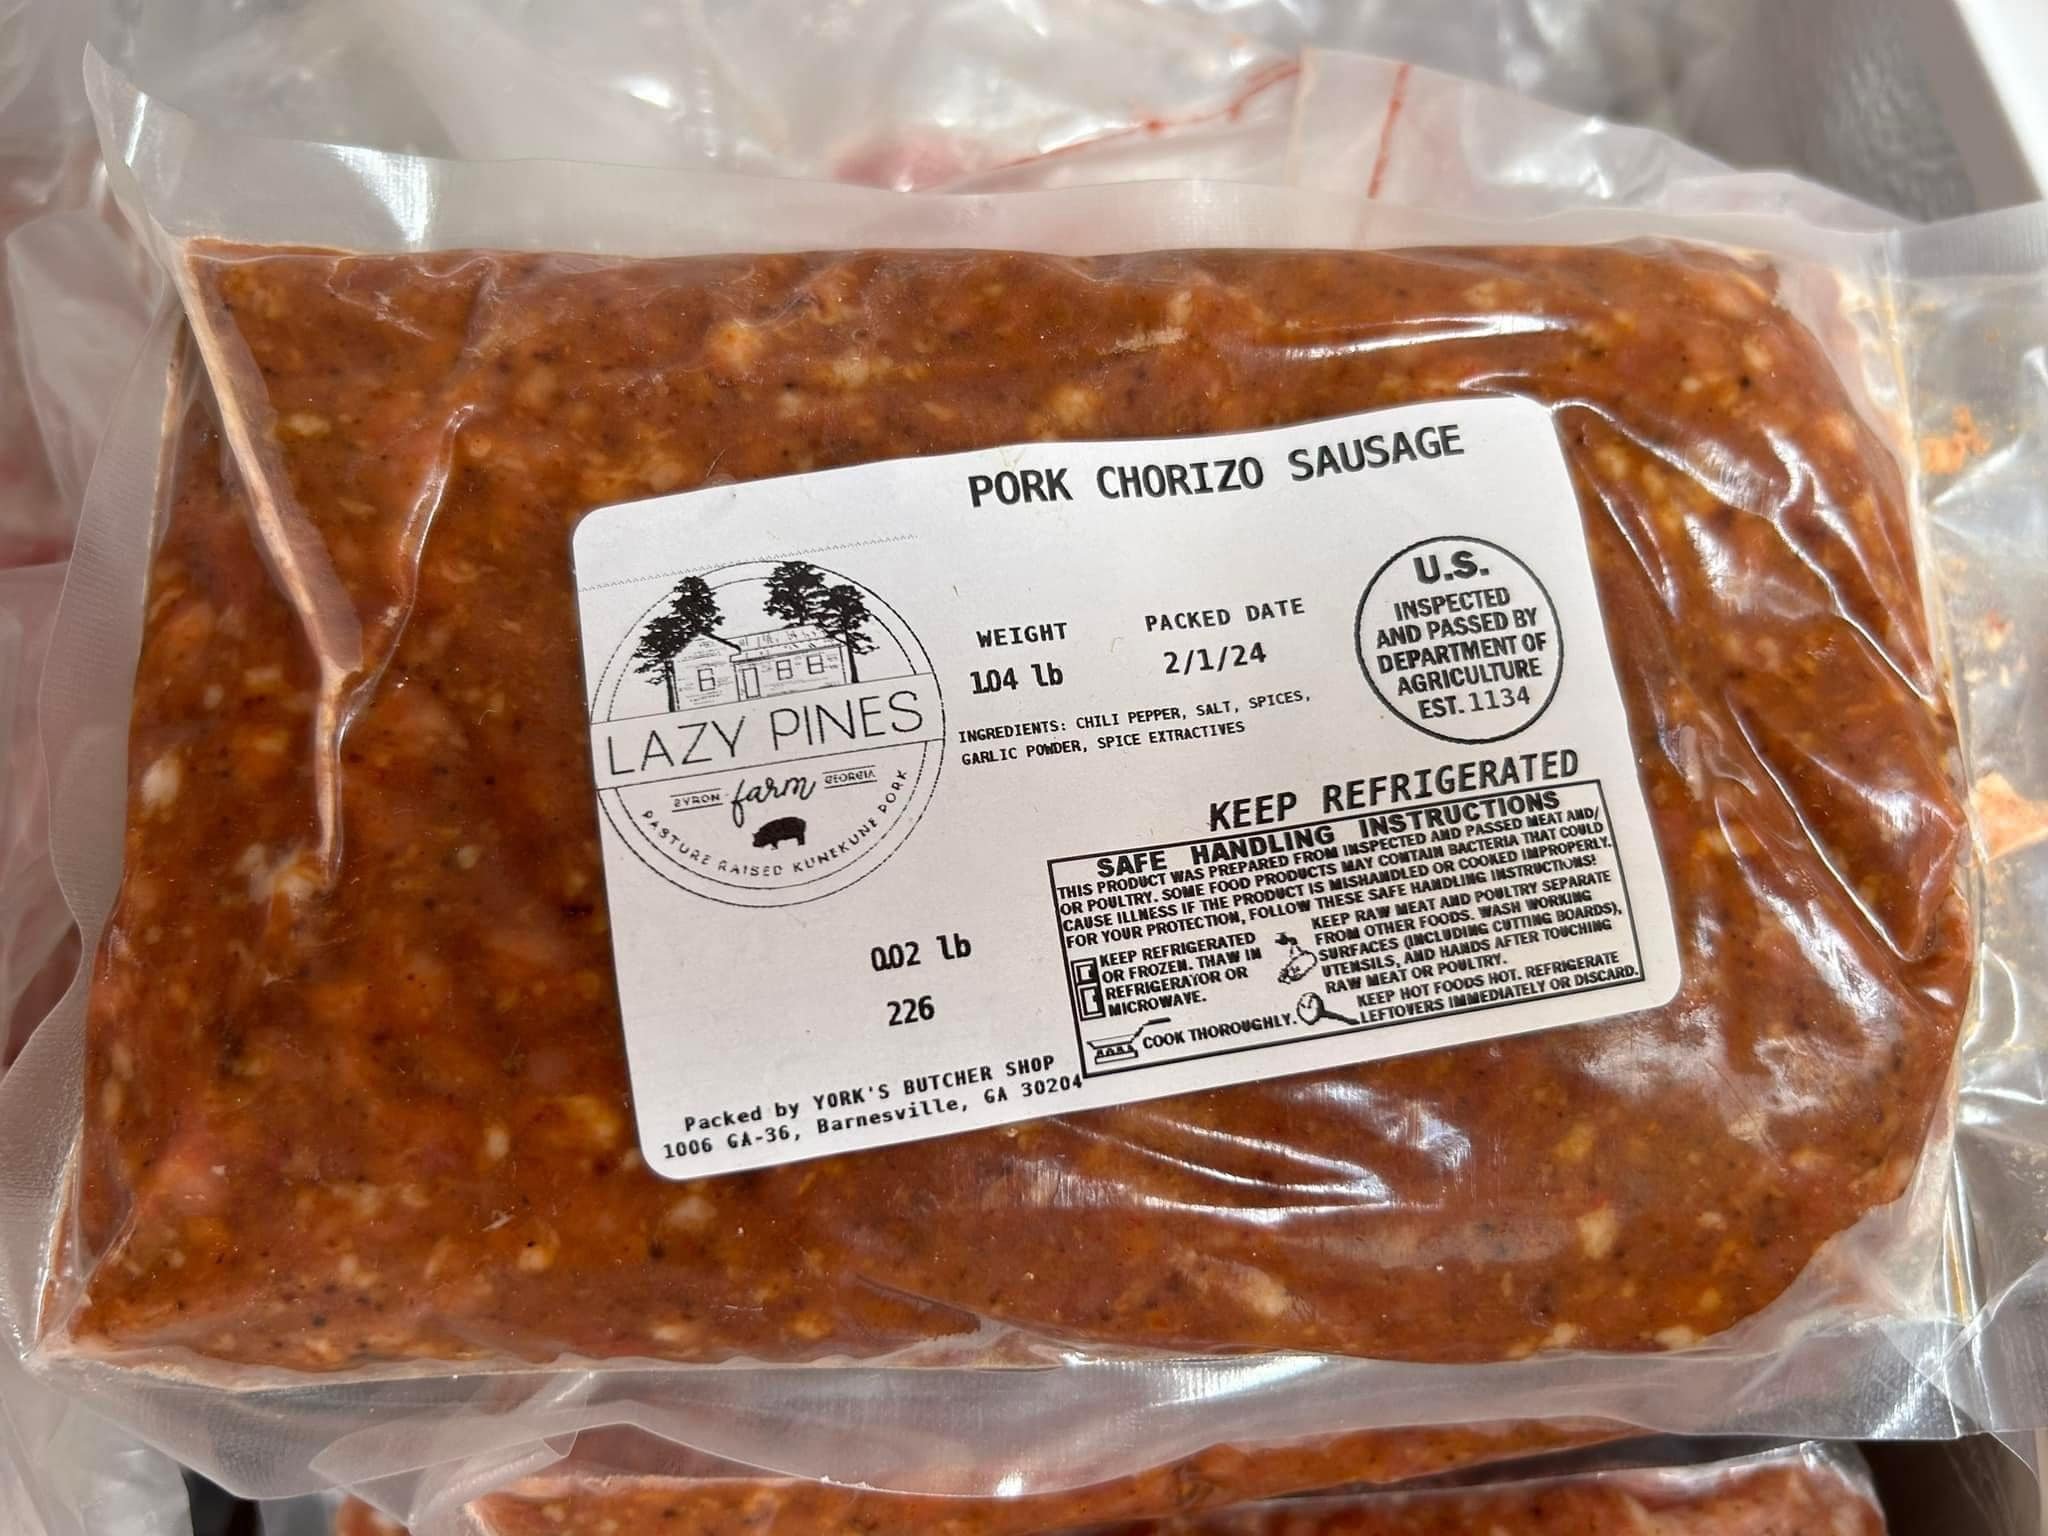 PORK CHORIZO SAUSAGE
WEIGHT
1.04 lb
PACKED DATE
2/1/24
U.S.
INSPECTED
AND PASSED BY
DEPARTMENT OF
AGRICULTURE
EST. 1134
INGREDIENTS: CHILI PEPPER, SALT, SPICES,
GARLIC POWDER, SPICE EXTRACTIVES
LAZY PINES
BYRON farm GEORGIA
PASTURE RAISED KUNEKUNE PORK
KEEP REFRIGERATED
SAFE HANDLING INSTRUCTIONS
THIS PRODUCT WAS PREPARED FROM INSPECTED AND PASSED MEAT AND/
OR POULTRY. SOME FOOD PRODUCTS MAY CONTAIN BACTERIA THAT COULD
CAUSE ILLNESS IF THE PRODUCT IS MISHANDLED OR COOKED IMPROPERLY.
FOR YOUR PROTECTION, FOLLOW THESE SAFE HANDLING INSTRUCTIONS!
KEEP REFRIGERATED
OR FROZEN. THAW IN
REFRIGERATOR OR
MICROWAVE.
KEEP RAW MEAT AND POULTRY SEPARATE
FROM OTHER FOODS. WASH WORKING
SURFACES (INCLUDING CUTTING BOARDS),
UTENSILS, AND HANDS AFTER TOUCHING
RAW MEAT OR POULTRY.
COOK THOROUGHLY.
KEEP HOT FOODS HOT. REFRIGERATE
LEFTOVERS IMMEDIATELY OR DISCARD.
0.02 lb
226
Packed by YORK'S BUTCHER SHOP
1006 GA-36, Barnesville, GA 30204